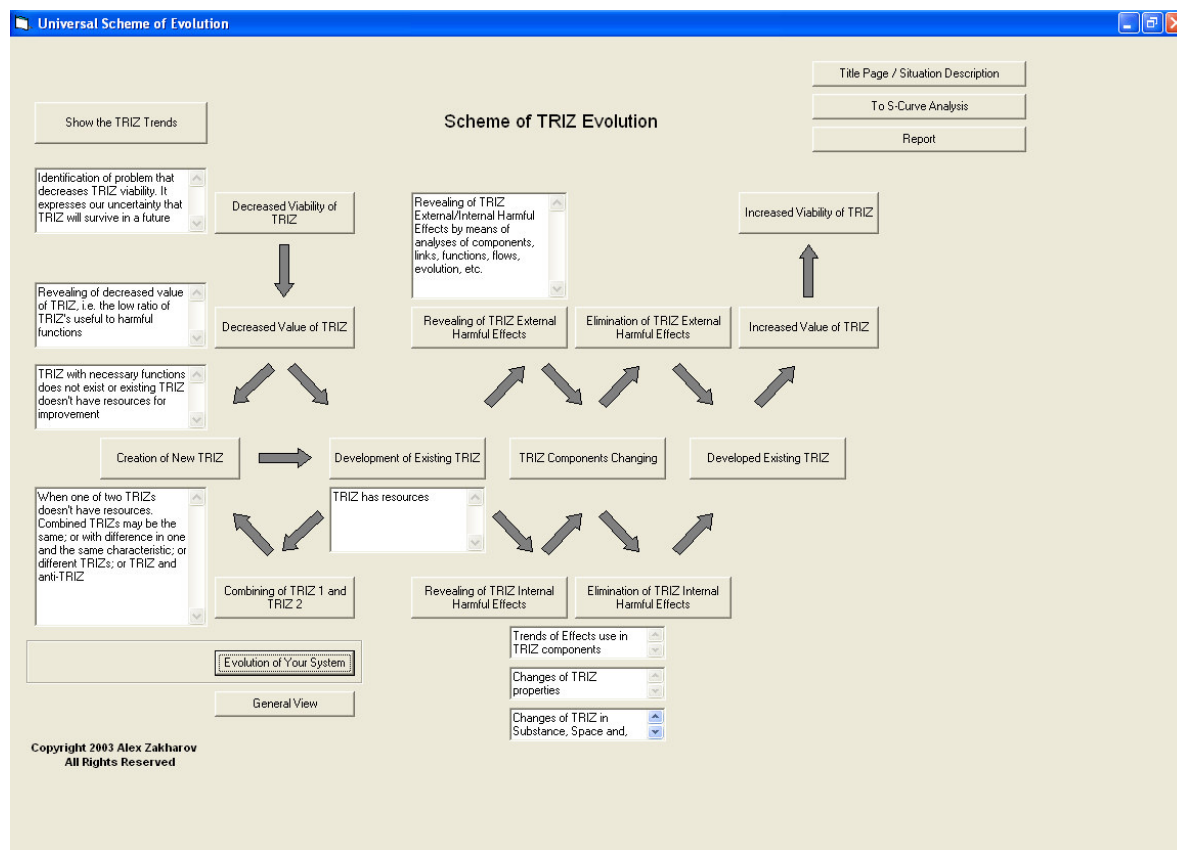 Universal Scheme of Evolution
Title Page / Situation Description
To S-Curve Analysis
Report
Show the TRIZ Trends
Scheme of TRIZ Evolution
Identification of problem that
decreases TRIZ viability. It
expresses our uncertainty that
TRIZ will survive in a future
Decreased Viability of
TRIZ
Revealing of TRIZ
External/Internal Harmful
Effects by means of
analyses of components,
links, functions, flows,
evolution, etc.
Increased Viability of TRIZ
Revealing of decreased value
of TRIZ, i.e. the low ratio of
TRIZ's useful to harmful
functions
Decreased Value of TRIZ
Revealing of TRIZ External
Harmful Effects
Elimination of TRIZ External
Harmful Effects
Increased Value of TRIZ
TRIZ with necessary functions
does not exist or existing TRIZ
doesn't have resources for
improvement
Creation of New TRIZ
Development of Existing TRIZ
TRIZ Components Changing
Developed Existing TRIZ
When one of two TRIZs
doesn't have resources.
Combined TRIZs may be the
same; or with difference in one
and the same characteristic; or
different TRIZs; or TRIZ and
anti-TRIZ
TRIZ has resources
Combining of TRIZ 1 and
TRIZ 2
Revealing of TRIZ Internal
Harmful Effects
Elimination of TRIZ Internal
Harmful Effects
Trends of Effects use in
TRIZ components
Changes of TRIZ
properties
Changes of TRIZ in
Substance, Space and,
Evolution of Your System
General View
Copyright 2003 Alex Zakharov
All Rights Reserved